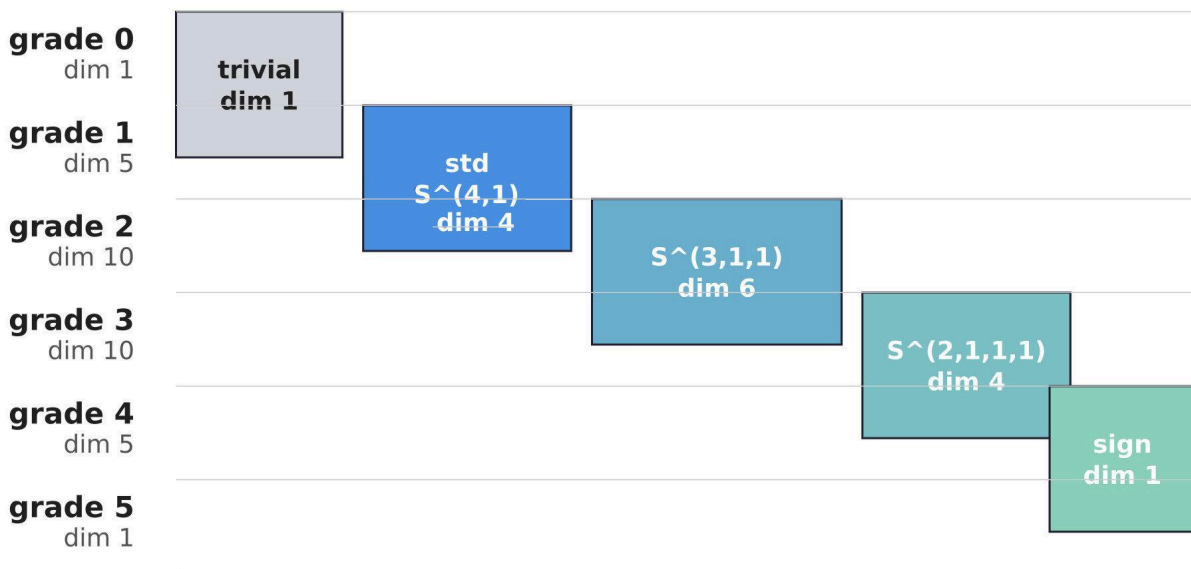 grade 0
dim 1
trivial
dim 1
grade 1
dim 5
std
S^(4,1)
dim 4
grade 2
dim 10
S^(3,1,1)
dim 6
grade 3
dim 10
S^(2,1,1,1)
dim 4
grade 4
dim 5
sign
dim 1
grade 5
dim 1